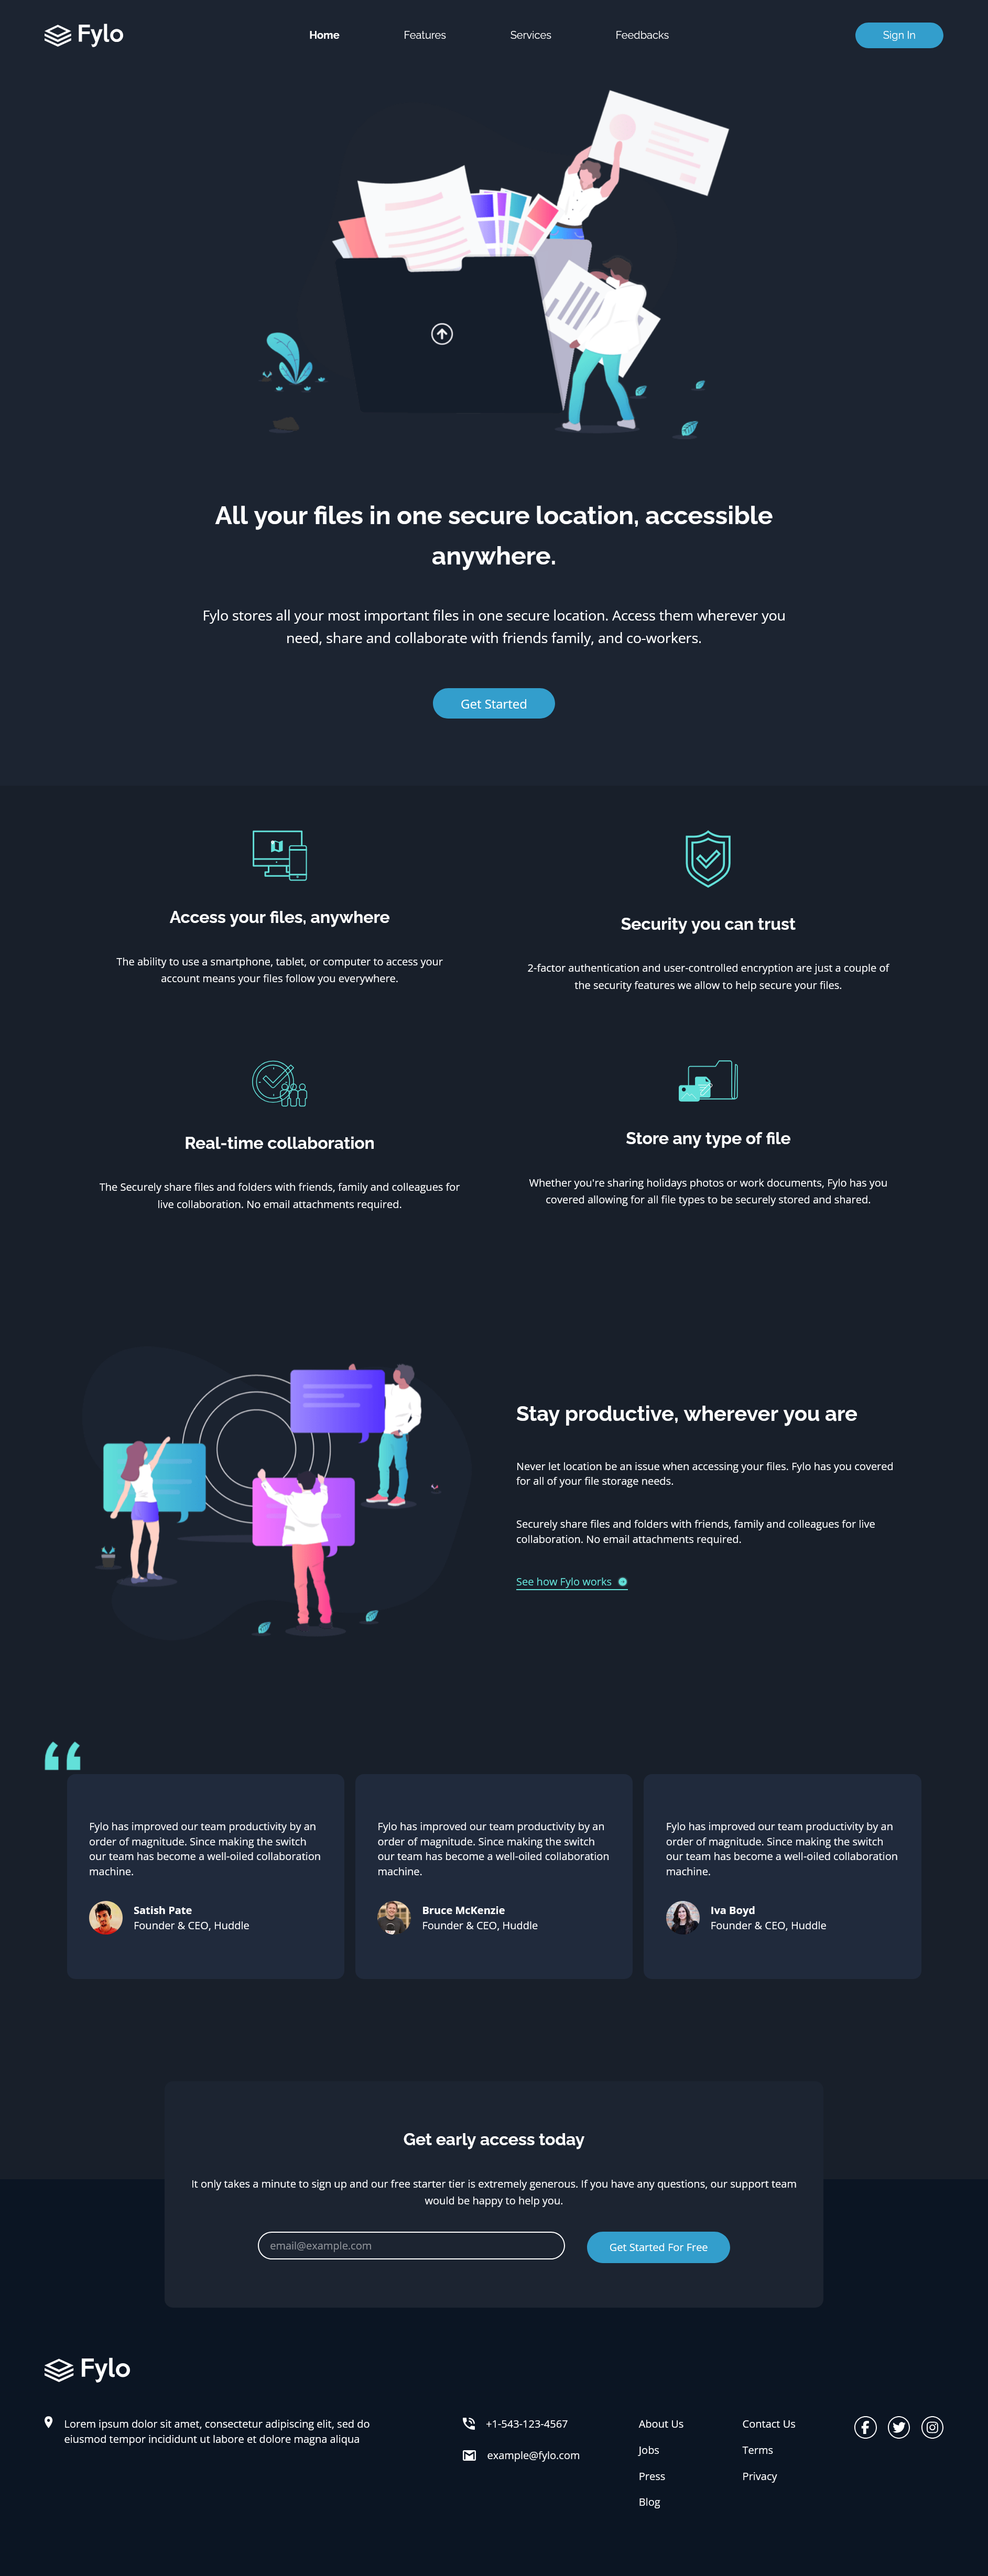 Fylo
Home
Features
Services
Feedbacks
Sign In
All your files in one secure location, accessible
anywhere.
Fylo stores all your most important files in one secure location. Access them wherever you
need, share and collaborate with friends family, and co-workers.
Get Started
Access your files, anywhere
The ability to use a smartphone, tablet, or computer to access your
account means your files follow you everywhere.
Security you can trust
2-factor authentication and user-controlled encryption are just a couple of
the security features we allow to help secure your files.
Real-time collaboration
The Securely share files and folders with friends, family and colleagues for
live collaboration. No email attachments required.
Store any type of file
Whether you're sharing holidays photos or work documents, Fylo has you
covered allowing for all file types to be securely stored and shared.
Stay productive, wherever you are
Never let location be an issue when accessing your files. Fylo has you covered
for all of your file storage needs.
Securely share files and folders with friends, family and colleagues for live
collaboration. No email attachments required.
See how Fylo works
Fylo has improved our team productivity by an
order of magnitude. Since making the switch
our team has become a well-oiled collaboration
machine.
Satish Pate
Founder & CEO, Huddle
Fylo has improved our team productivity by an
order of magnitude. Since making the switch
our team has become a well-oiled collaboration
machine.
Bruce McKenzie
Founder & CEO, Huddle
Fylo has improved our team productivity by an
order of magnitude. Since making the switch
our team has become a well-oiled collaboration
machine.
Iva Boyd
Founder & CEO, Huddle
Get early access today
It only takes a minute to sign up and our free starter tier is extremely generous. If you have any questions, our support team
would be happy to help you.
email@example.com
Get Started For Free
Fylo
Lorem ipsum dolor sit amet, consectetur adipiscing elit, sed do
eiusmod tempor incididunt ut labore et dolore magna aliqua
+1-543-123-4567
example@fylo.com
About Us
Jobs
Press
Blog
Contact Us
Terms
Privacy